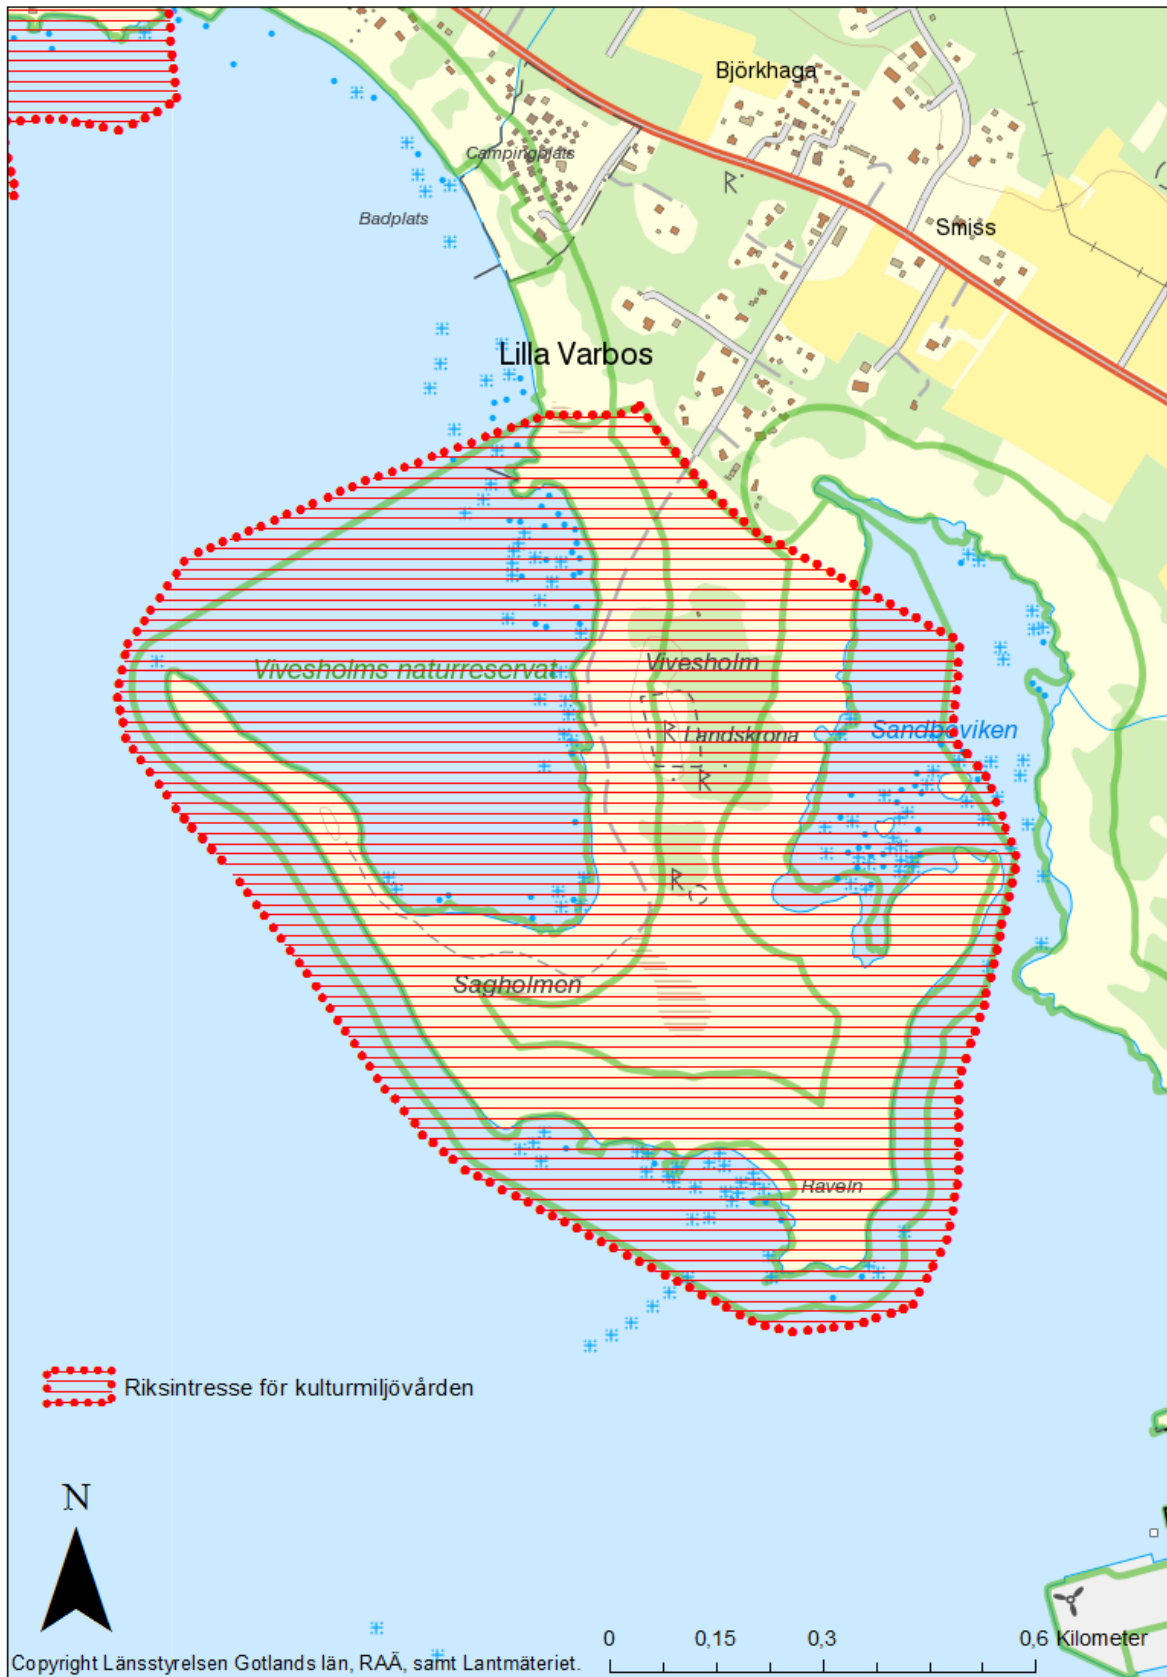 Björkhaga
Campingplats
R
Badplats
Smiss
Lilla Varbos
Vivesholms naturreservat
Vivesholm
R Landskrona
Sandboviken
R
R
Sagholmen
Raveln
Riksintresse för kulturmiljövården
N
0 0,15 0,3 0,6 Kilometer
Copyright Länsstyrelsen Gotlands län, RAÄ, samt Lantmäteriet.